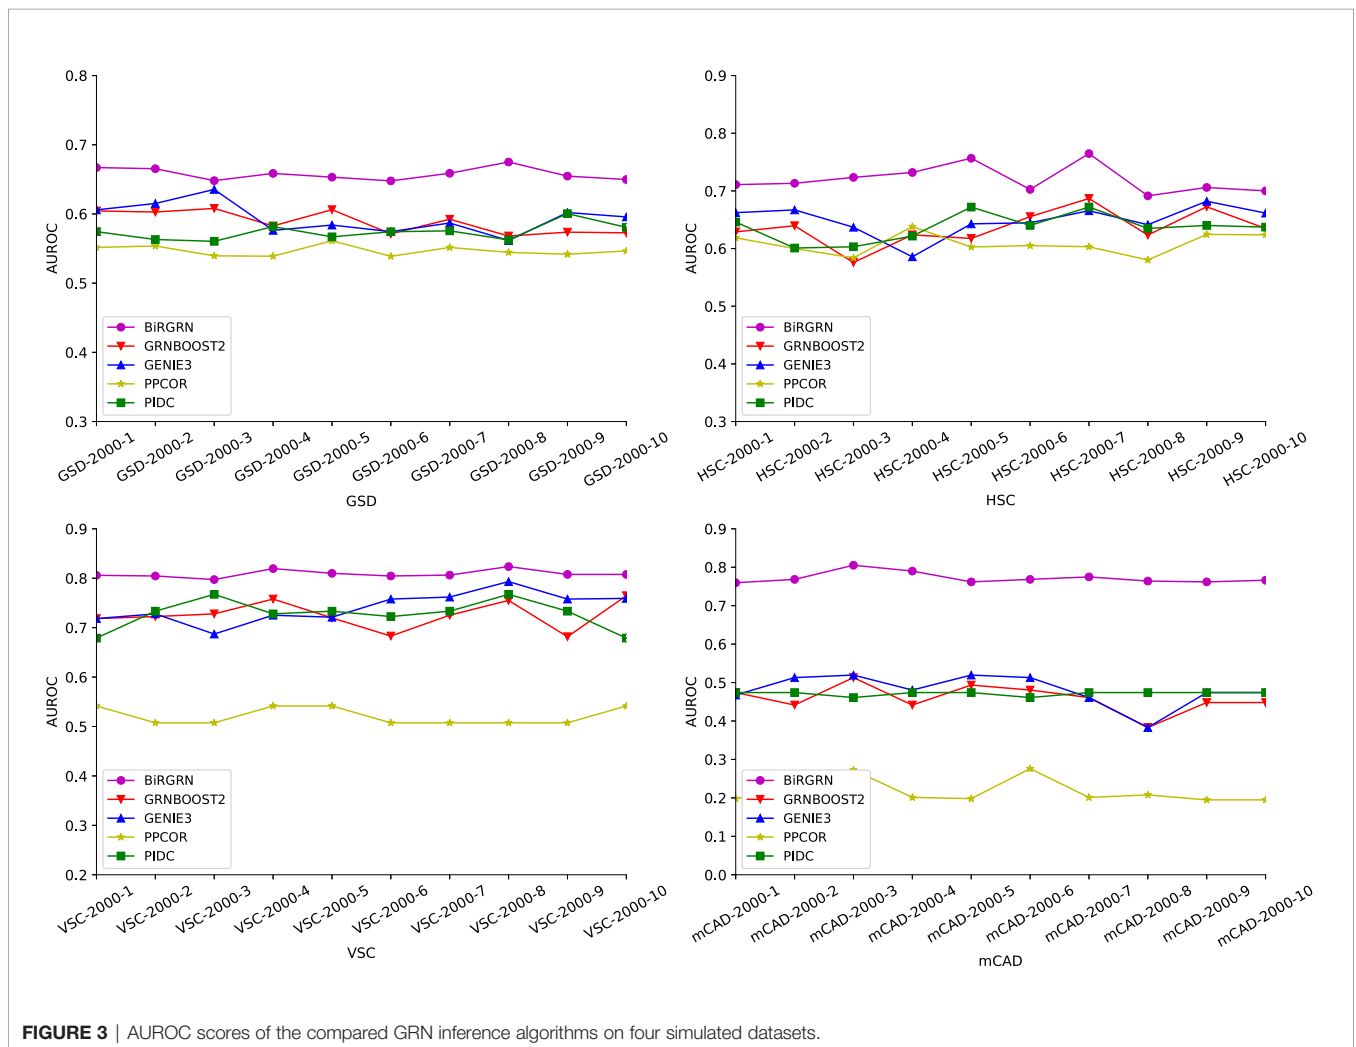 0.8
0.7
0.6
0.5
0.4
0.3
AUROC
BiRGRN
GRNBOOST2
GENIE3
PPCOR
PIDC
GSD-2000-1
GSD-2000-2
GSD-2000-3
GSD-2000-4
GSD-2000-5
GSD-2000-6
GSD-2000-7
GSD-2000-8
GSD-2000-9
GSD-2000-10
GSD
0.9
0.8
0.7
0.6
0.5
0.4
0.3
AUROC
BiRGRN
GRNBOOST2
GENIE3
PPCOR
PIDC
HSC-2000-1
HSC-2000-2
HSC-2000-3
HSC-2000-4
HSC-2000-5
HSC-2000-6
HSC-2000-7
HSC-2000-8
HSC-2000-9
HSC-2000-10
HSC
0.9
0.8
0.7
0.6
0.5
0.4
0.3
0.2
AUROC
BiRGRN
GRNBOOST2
GENIE3
PPCOR
PIDC
VSC-2000-1
VSC-2000-2
VSC-2000-3
VSC-2000-4
VSC-2000-5
VSC-2000-6
VSC-2000-7
VSC-2000-8
VSC-2000-9
VSC-2000-10
VSC
0.9
0.8
0.7
0.6
0.5
0.4
0.3
0.2
0.1
0.0
AUROC
BiRGRN
GRNBOOST2
GENIE3
PPCOR
PIDC
mCAD-2000-1
mCAD-2000-2
mCAD-2000-3
mCAD-2000-4
mCAD-2000-5
mCAD-2000-6
mCAD-2000-7
mCAD-2000-8
mCAD-2000-9
mCAD-2000-10
mCAD
FIGURE 3 | AUROC scores of the compared GRN inference algorithms on four simulated datasets.